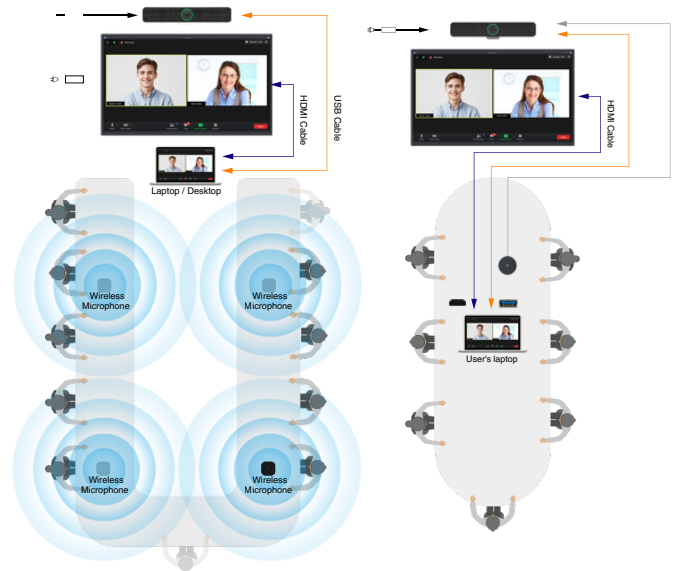 HDMI Cable
USB Cable
Laptop / Desktop
Wireless
Microphone
Wireless
Microphone
Wireless
Microphone
Wireless
Microphone
HDMI Cable
User's laptop